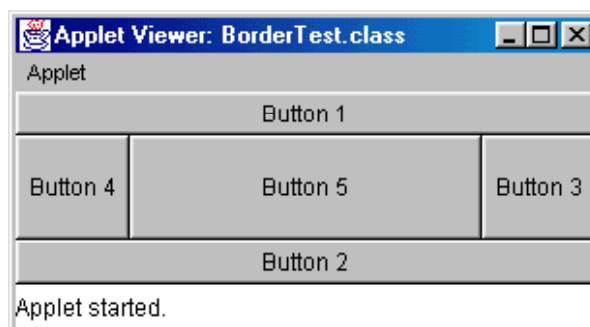 Applet Viewer: BorderTest.class
Applet
Button 1
Button 4 Button 5 Button 3
Button 2
Applet started.